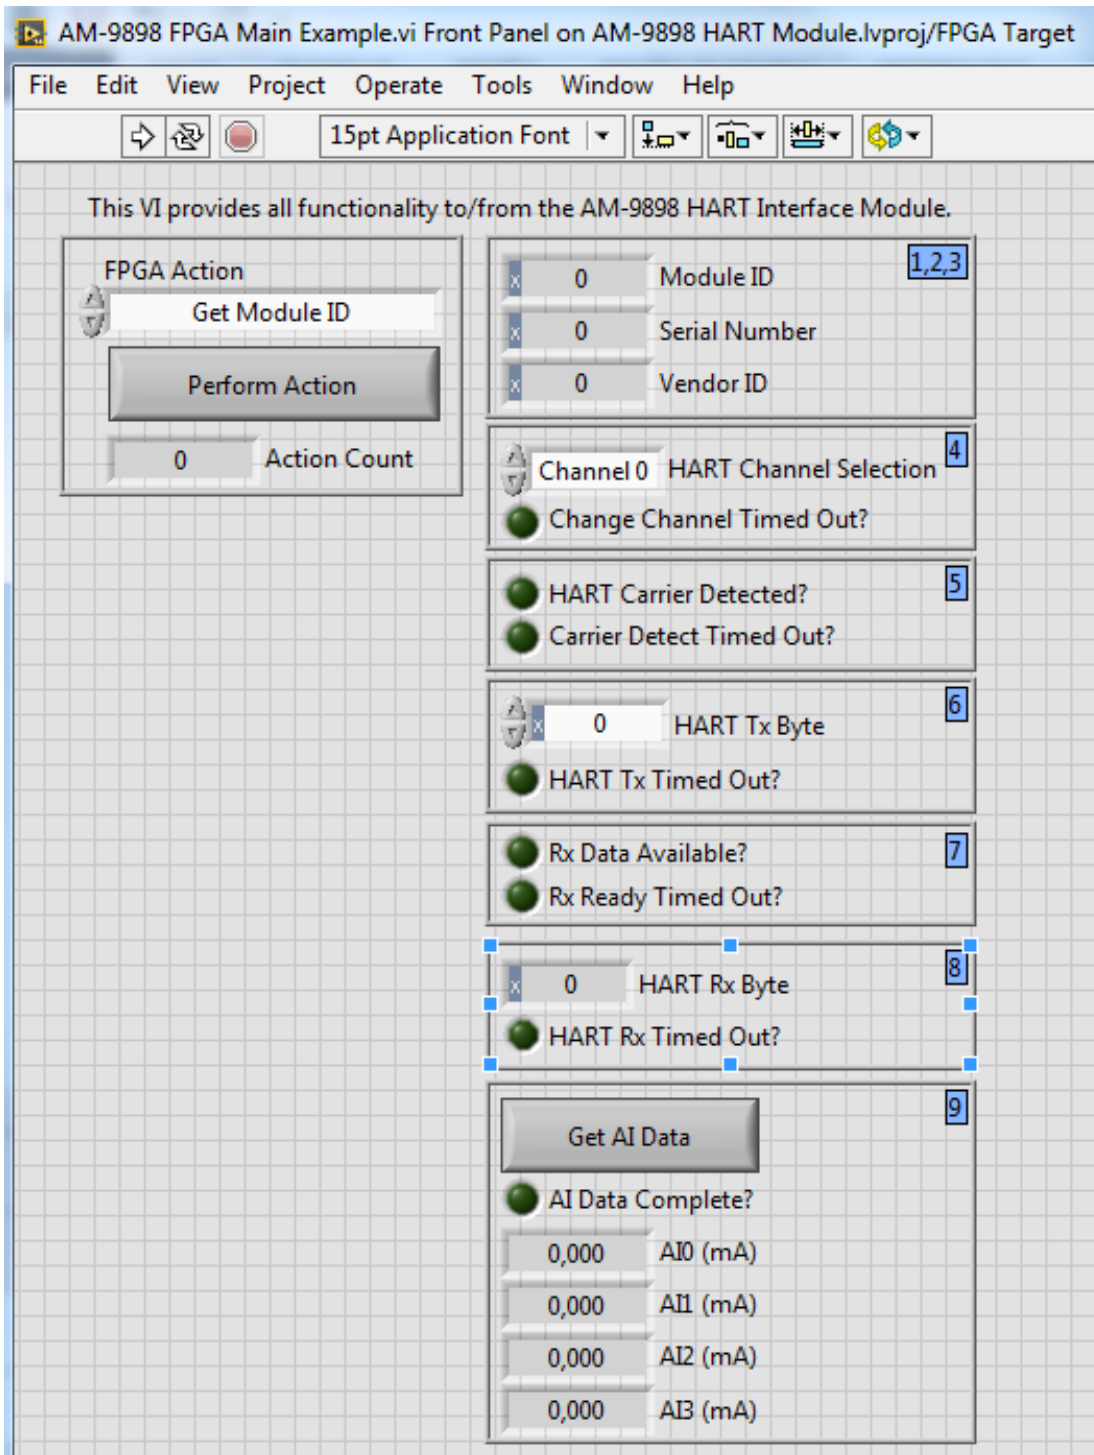 AM-9898 FPGA Main Example.vi Front Panel on AM-9898 HART Module.lvproj/FPGA Target
File Edit View Project Operate Tools Window Help
15pt Application Font
This VI provides all functionality to/from the AM-9898 HART Interface Module.
FPGA Action
Get Module ID
Perform Action
0 Action Count
1,2,3
x 0 Module ID
x 0 Serial Number
x 0 Vendor ID
4
Channel 0 HART Channel Selection
Change Channel Timed Out?
5
HART Carrier Detected?
Carrier Detect Timed Out?
6
x 0 HART Tx Byte
HART Tx Timed Out?
7
Rx Data Available?
Rx Ready Timed Out?
8
x 0 HART Rx Byte
HART Rx Timed Out?
9
Get AI Data
AI Data Complete?
0,000 AI0 (mA)
0,000 AI1 (mA)
0,000 AI2 (mA)
0,000 AI3 (mA)